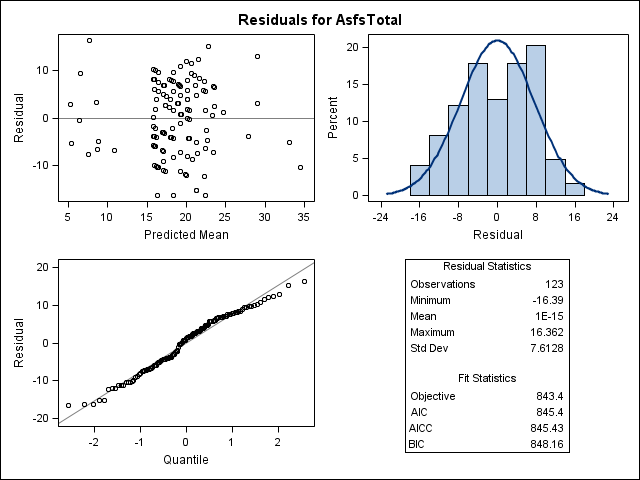 Residuals for AsfsTotal
Residual
10
0
-10
5 10 15 20 25 30 35
Predicted Mean
Percent
20
15
10
5
0
-24 -16 -8 0 8 16 24
Residual
Residual
20
10
0
-10
-20
-2 -1 0 1 2
Quantile
Residual Statistics
Observations 123
Minimum -16.39
Mean 1E-15
Maximum 16.362
Std Dev 7.6128
Fit Statistics
Objective 843.4
AIC 845.4
AICC 845.43
BIC 848.16